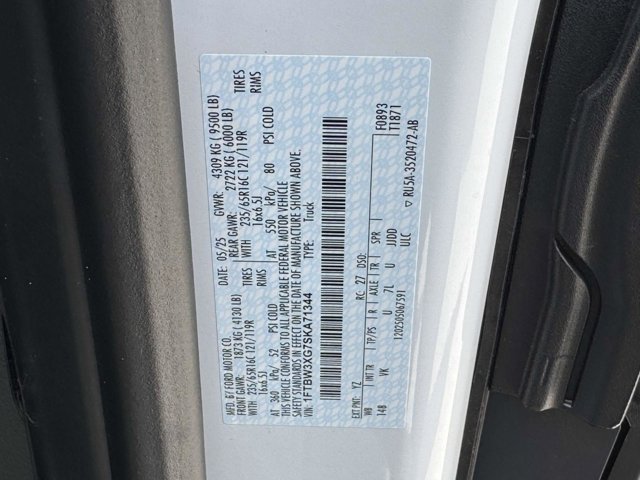 MFD. BY FORD MOTOR CO.
DATE: 05/25 GVWR: 4309 KG ( 9500 LB)
FRONT GAWR: 1873 KG ( 4130 LB) REAR GAWR: 2722 KG ( 6000 LB)
WITH 235/65R16C 121/119R TIRES WITH 235/65R16C 121/119R TIRES
16x6.5J RIMS 16x6.5J RIMS
AT 360 kPa/ 52 PSI COLD AT 550 kPa/ 80 PSI COLD
THIS VEHICLE CONFORMS TO ALL APPLICABLE FEDERAL MOTOR VEHICLE
SAFETY STANDARDS IN EFFECT ON THE DATE OF MANUFACTURE SHOWN ABOVE.
VIN: 1FTBW3XG7SKA71344 TYPE: Truck
EXT PNT: YZ RC: 27 DSO: F0893
IT1871
WB INT TR TP/PS R AXLE TR SPR
148 VK U 7L U JJDD
ULC
1202505067591 RU5A-3520472-AB